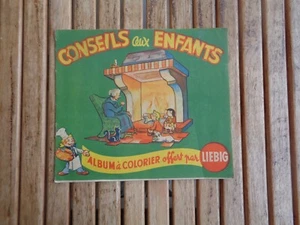 CONSEILS aux ENFANTS
ALBUM à COLORIER offert par LIEBIG